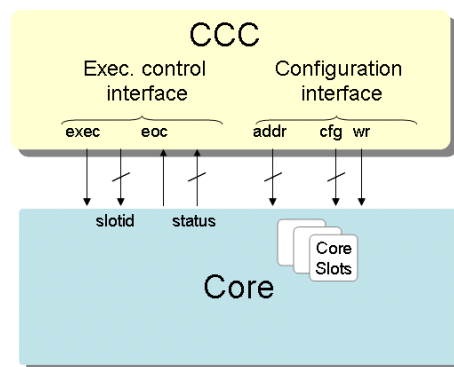 CCC
Exec. control Configuration
interface interface
exec eoc addr cfg wr
slotid status
Core
Slots
Core